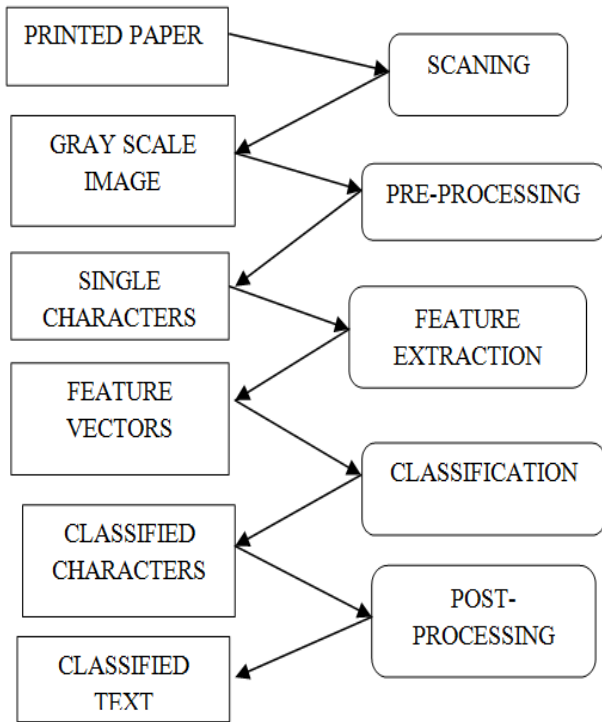 PRINTED PAPER
SCANING
GRAY SCALE
IMAGE
PRE-PROCESSING
SINGLE
CHARACTERS
FEATURE
EXTRACTION
FEATURE
VECTORS
CLASSIFICATION
CLASSIFIED
CHARACTERS
POST-
PROCESSING
CLASSIFIED
TEXT